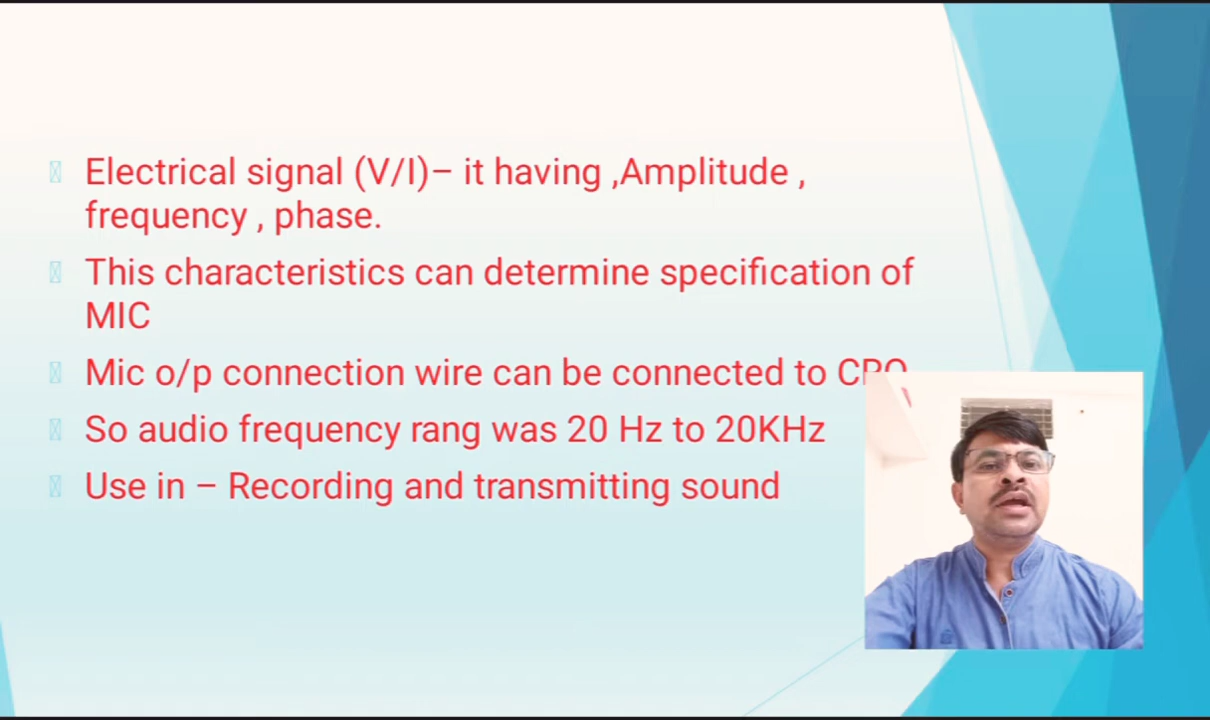 Electrical signal (V/I)– it having ,Amplitude ,
frequency , phase.
This characteristics can determine specification of
MIC
Mic o/p connection wire can be connected to CRO
So audio frequency rang was 20 Hz to 20KHz
Use in – Recording and transmitting sound